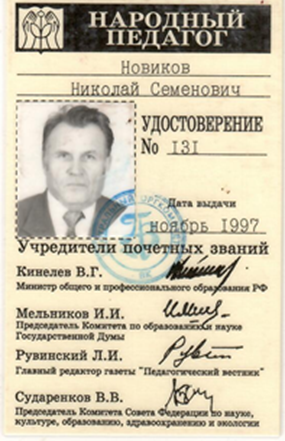 НАРОДНЫЙ
ПЕДАГОГ
Новиков
Николай Семенович
УДОСТОВЕРЕНИЕ
№ 131
Дата выдачи
ноябрь 1997
Учредители почетных званий
Кинелев В.Г.
Министр общего и профессионального образования РФ
Мельников И.И.
Председатель Комитета по образованию и науке
Государственной Думы
Рувинский Л.И.
Главный редактор газеты "Педагогический вестник"
Сударенков В.В.
Председатель Комитета Совета Федерации по науке,
культуре, образованию, здравоохранению и экологии